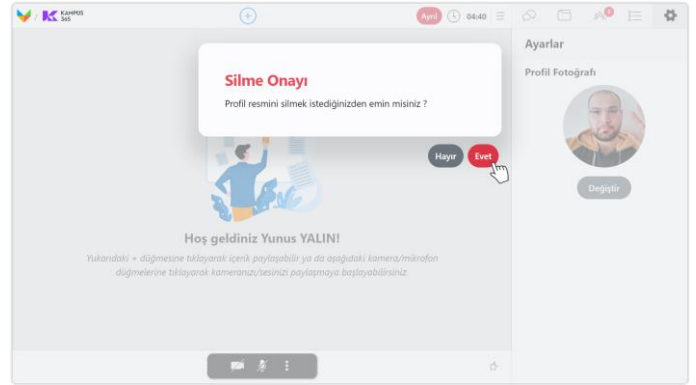 KAMPUS
365
Ayrıl
04:40
Ayarlar
Profil Fotoğrafı
Değiştir
Silme Onayı
Profil resmini silmek istediğinizden emin misiniz ?
Hayır
Evet
Hoş geldiniz Yunus YALIN!
Yukarıdaki + düğmesine tıklayarak içerik paylaşabilir ya da aşağıdaki kamera/mikrofon
düğmelerine tıklayarak kameranızı/sesinizi paylaşmaya başlayabilirsiniz.